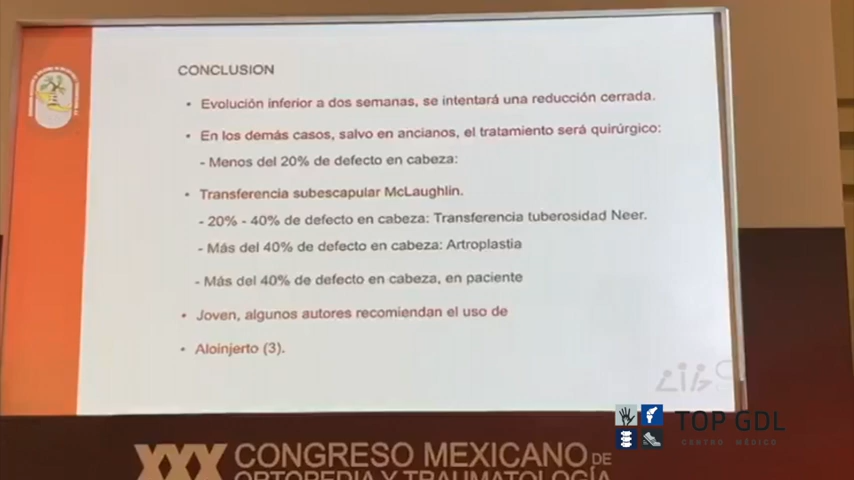 CONCLUSION
• Evolución inferior a dos semanas, se intentará una reducción cerrada.
• En los demás casos, salvo en ancianos, el tratamiento será quirúrgico:
- Menos del 20% de defecto en cabeza:
• Transferencia subescapular McLaughlin.
- 20% - 40% de defecto en cabeza: Transferencia tuberosidad Neer.
- Más del 40% de defecto en cabeza: Artroplastia
- Más del 40% de defecto en cabeza, en paciente
• Joven, algunos autores recomiendan el uso de
• Aloinjerto (3).
TOP GDL
CENTRO MÉDICO
XXX CONGRESO MEXICANO DE
ORTOPEDIA Y TRAUMATOLOGÍA